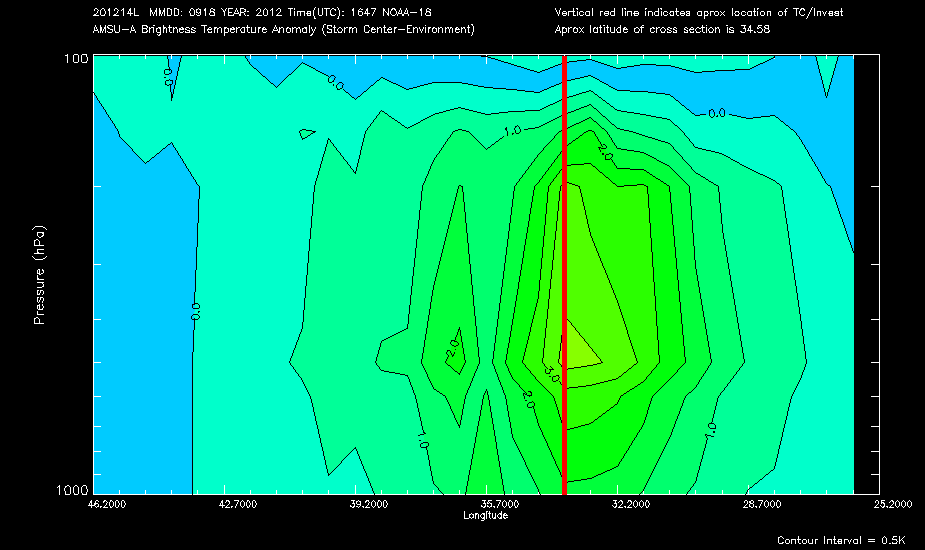 201214L MMDD: 0918 YEAR: 2012 Time(UTC): 1647 NOAA-18
Vertical red line indicates aprox location of TC/Invest
AMSU-A Brightness Temperature Anomaly (Storm Center-Environment)
Aprox latitude of cross section is 34.58
100
0.0
0.0
0.0
1.0
2.0
Pressure (hPa)
0.0
2.0
3.0
2.0
1.0
1.0
1000
46.2000 42.7000 39.2000 35.7000 32.2000 28.7000 25.2000
Longitude
Contour Interval = 0.5K